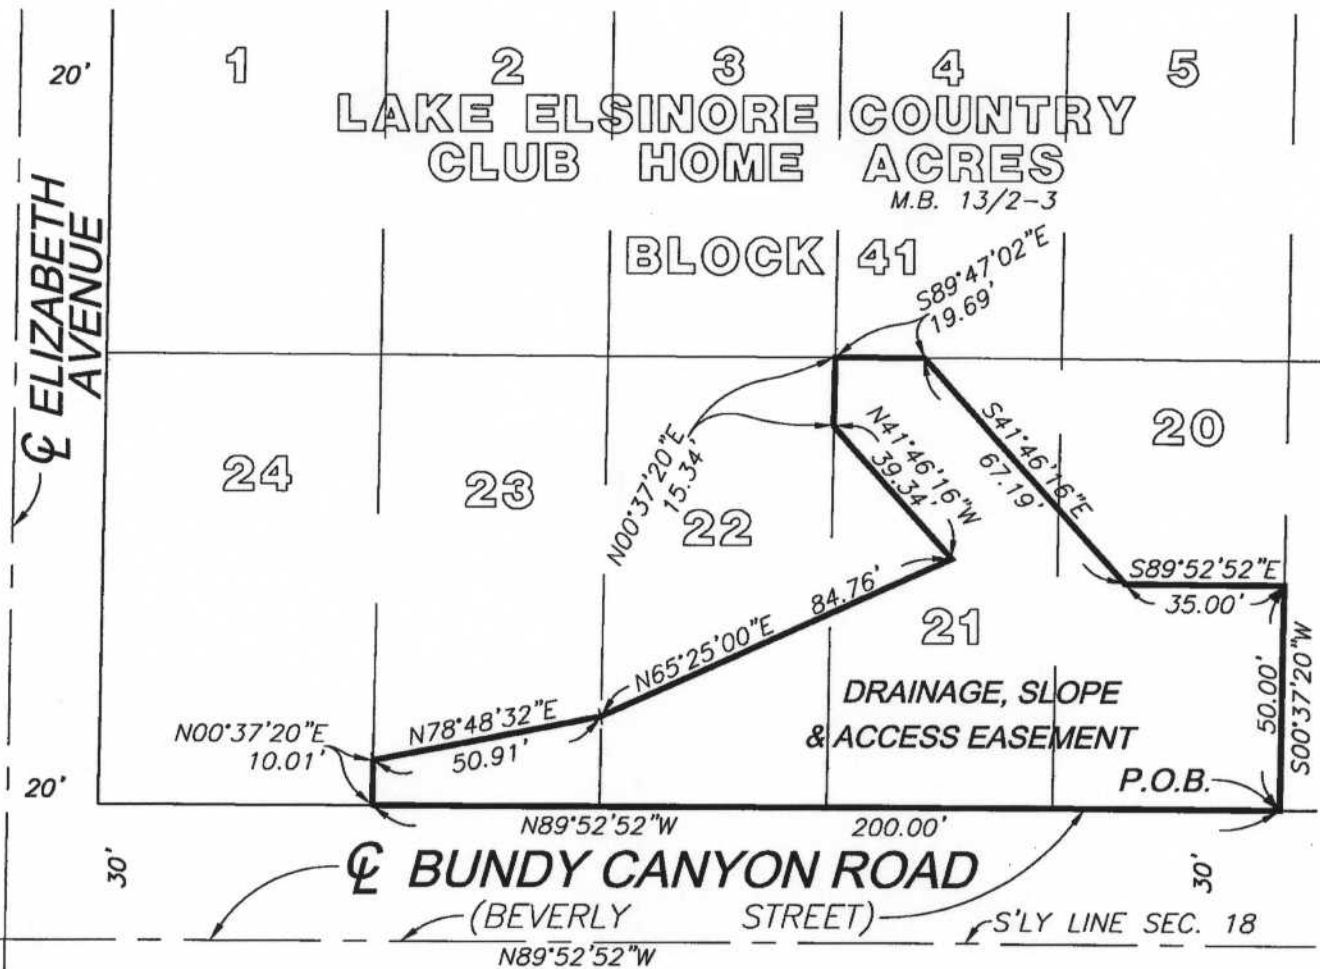 20'
1
2
3
4
5
LAKE ELSINORE COUNTRY
CLUB HOME ACRES
M.B. 13/2-3
BLOCK 41
℄ ELIZABETH
AVENUE
S89°47'02"E
19.69'
N00°37'20"E
15.34'
N41°46'16"W
39.34'
S41°46'16"E
67.19'
20
24
23
22
S89°52'52"E
35.00'
84.76'
N65°25'00"E
21
S00°37'20"W
50.00'
DRAINAGE, SLOPE
& ACCESS EASEMENT
N00°37'20"E
10.01'
N78°48'32"E
50.91'
P.O.B.
20'
N89°52'52"W 200.00'
30'
℄ BUNDY CANYON ROAD
30'
(BEVERLY STREET)
S'LY LINE SEC. 18
N89°52'52"W